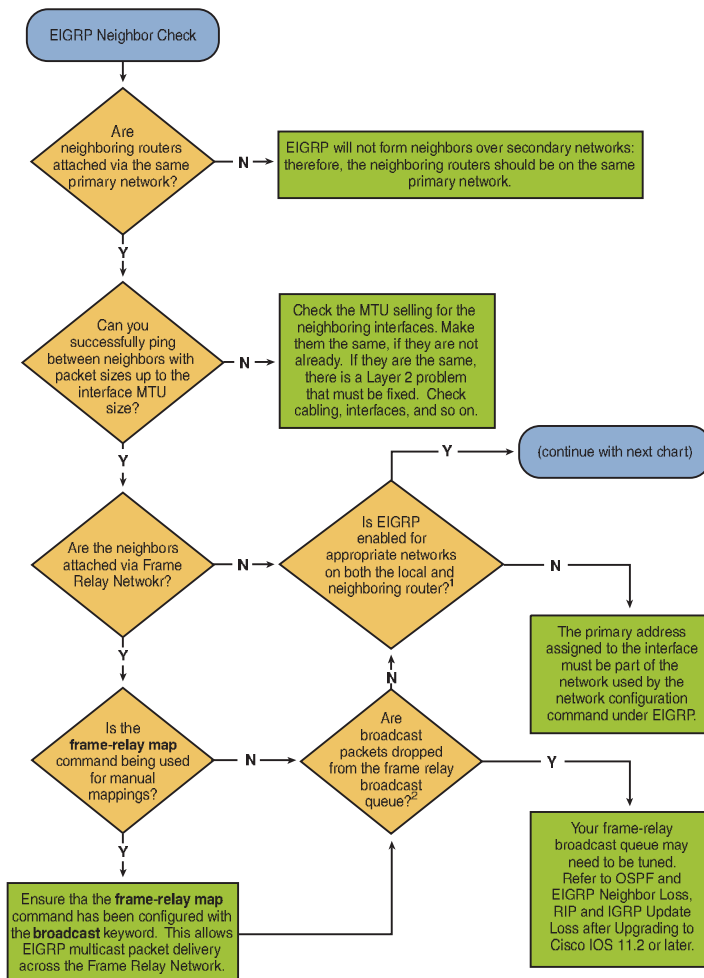 EIGRP Neighbor Check
Are
neighboring routers
attached via the same
primary network?
N
EIGRP will not form neighbors over secondary networks:
therefore, the neighboring routers should be on the same
primary network.
Y
Can you
successfully ping
between neighbors with
packet sizes up to the
interface MTU
size?
N
Check the MTU selling for the
neighboring interfaces. Make
them the same, if they are not
already. If they are the same,
there is a Layer 2 problem
that must be fixed. Check
cabling, interfaces, and so on.
Y
Y
(continue with next chart)
Are the neighbors
attached via Frame
Relay Netwokr?
N
Is EIGRP
enabled for
appropriate networks
on both the local and
neighboring router?1
N
The primary address
assigned to the interface
must be part of the
network used by the
network configuration
command under EIGRP.
Y
N
Is the
frame-relay map
command being used
for manual
mappings?
N
Are
broadcast
packets dropped
from the frame relay
broadcast
queue?2
Y
Your frame-relay
broadcast queue may
need to be tuned.
Refer to OSPF and
EIGRP Neighbor Loss,
RIP and IGRP Update
Loss after Upgrading to
Cisco IOS 11.2 or later.
Y
Ensure tha the frame-relay map
command has been configured with
the broadcast keyword. This allows
EIGRP multicast packet delivery
across the Frame Relay Network.